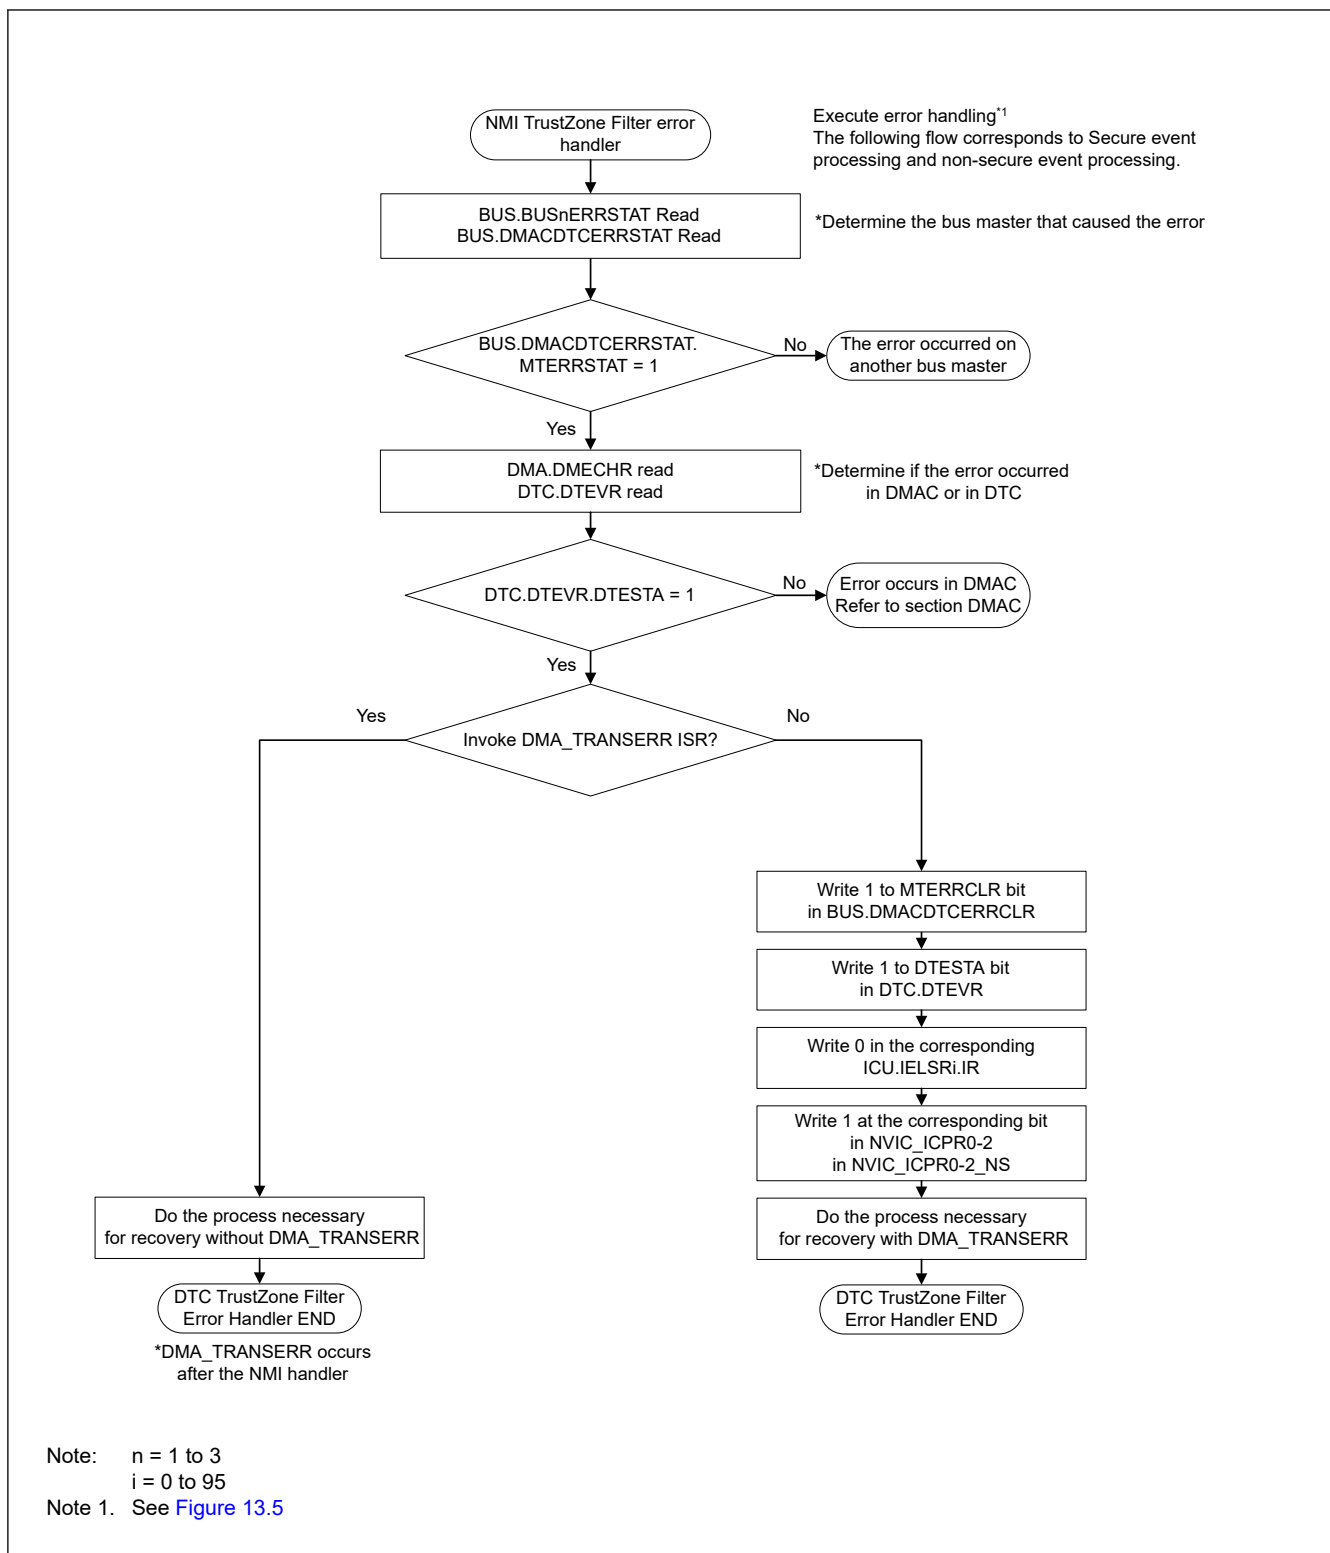 NMI TrustZone Filter error
handler
Execute error handling*1
The following flow corresponds to Secure event
processing and non-secure event processing.
BUS.BUSnERRSTAT Read
BUS.DMACDTCERRSTAT Read
*Determine the bus master that caused the error
BUS.DMACDTCERRSTAT.
MTERRSTAT = 1
No
The error occurred on
another bus master
Yes
DMA.DMECHR read
DTC.DTEVR read
*Determine if the error occurred
in DMAC or in DTC
DTC.DTEVR.DTESTA = 1
No
Error occurs in DMAC
Refer to section DMAC
Yes
Yes
Invoke DMA_TRANSERR ISR?
No
Write 1 to MTERRCLR bit
in BUS.DMACDTCERRCLR
Write 1 to DTESTA bit
in DTC.DTEVR
Write 0 in the corresponding
ICU.IELSRi.IR
Write 1 at the corresponding bit
in NVIC_ICPR0-2
in NVIC_ICPR0-2_NS
Do the process necessary
for recovery without DMA_TRANSERR
Do the process necessary
for recovery with DMA_TRANSERR
DTC TrustZone Filter
Error Handler END
DTC TrustZone Filter
Error Handler END
*DMA_TRANSERR occurs
after the NMI handler
Note: n = 1 to 3
i = 0 to 95
Note 1. See Figure 13.5